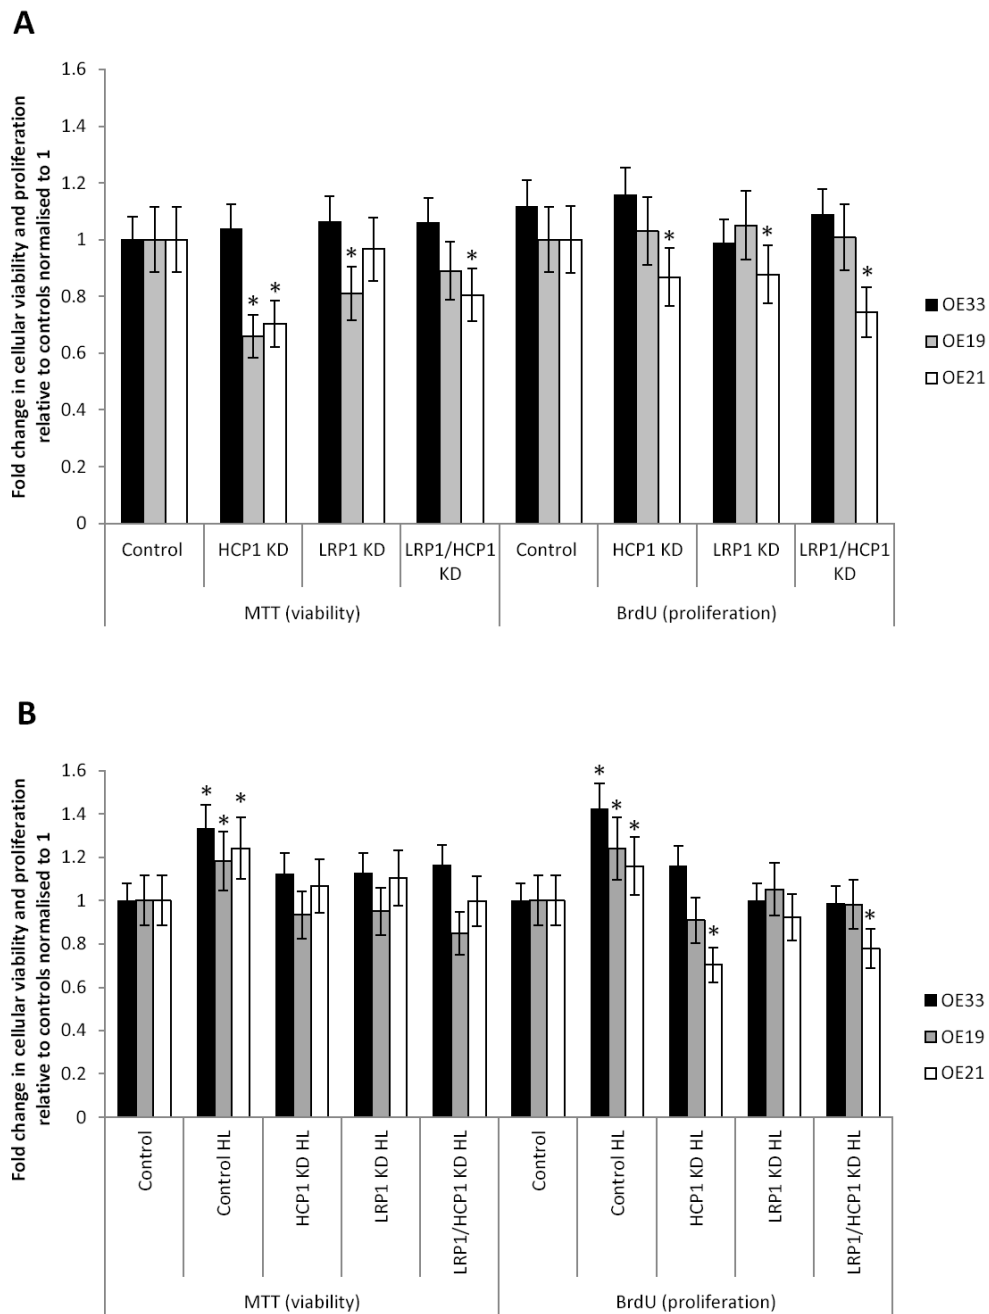 A
Fold change in cellular viability and proliferation
relative to controls normalised to 1
1.6
1.4
1.2
1
0.8
0.6
0.4
0.2
0
* * * * * * *
Control HCP1 KD LRP1 KD LRP1/HCP1 Control HCP1 KD LRP1 KD LRP1/HCP1
KD KD
MTT (viability) BrdU (proliferation)
OE33
OE19
OE21
B
Fold change in cellular viability and proliferation
relative to controls normalised to 1
1.6
1.4
1.2
1
0.8
0.6
0.4
0.2
0
* * * * * * * *
Control
Control HL
HCP1 KD HL
LRP1 KD HL
LRP1/HCP1 KD HL
Control
Control HL
HCP1 KD HL
LRP1 KD HL
LRP1/HCP1 KD HL
MTT (viability) BrdU (proliferation)
OE33
OE19
OE21